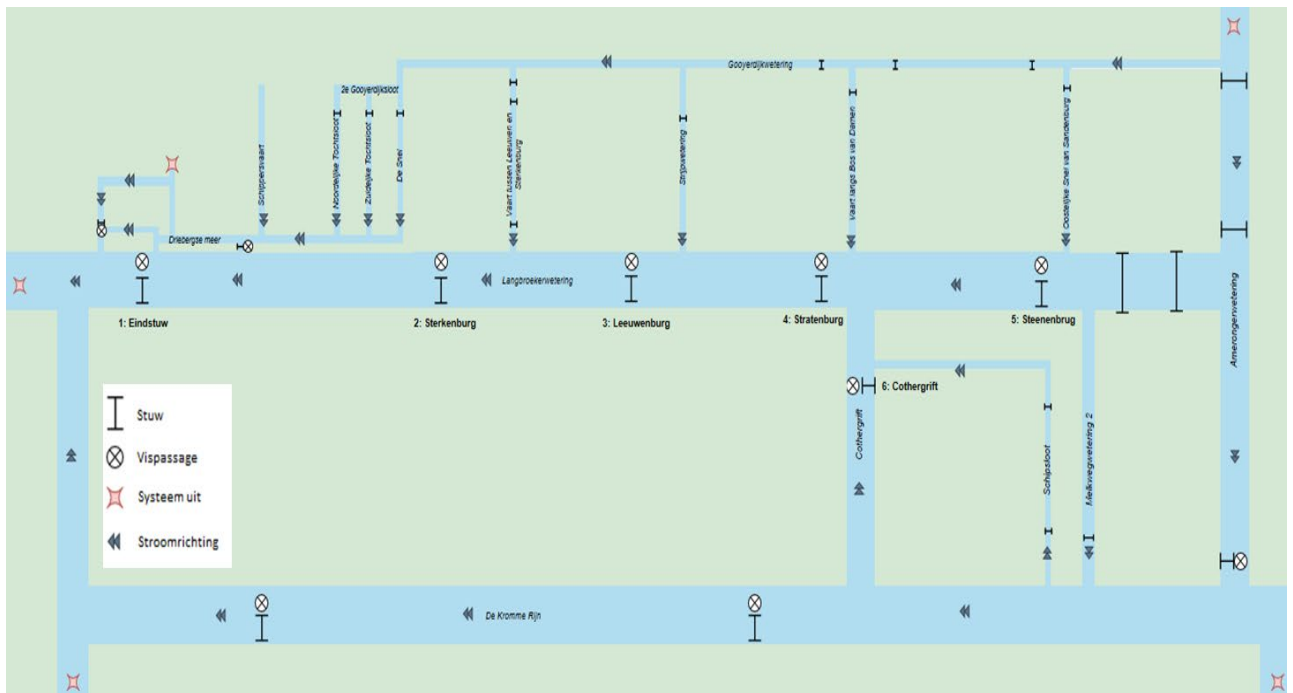 Gooyerdijkwetering
2e Gooyerdijksloot
Schippersvaart
Noordelijke Tochtsloot
Zuidelijke Tochtsloot
De Snel
Vaart tussen Leeuwen en
Sterkenburg
Strijpwetering
Vaart langs Bos van Damen
Oostelijke Snel van Sandenburg
Driebergse meer
Langbroekerwetering
Amerongerwetering
1: Eindstuw
2: Sterkenburg
3: Leeuwenburg
4: Stratenburg
5: Steenenbrug
6: Cothergrift
Cothergrift
Schipsloot
Melkwegwetering 2
Stuw
Vispassage
Systeem uit
Stroomrichting
De Kromme Rijn